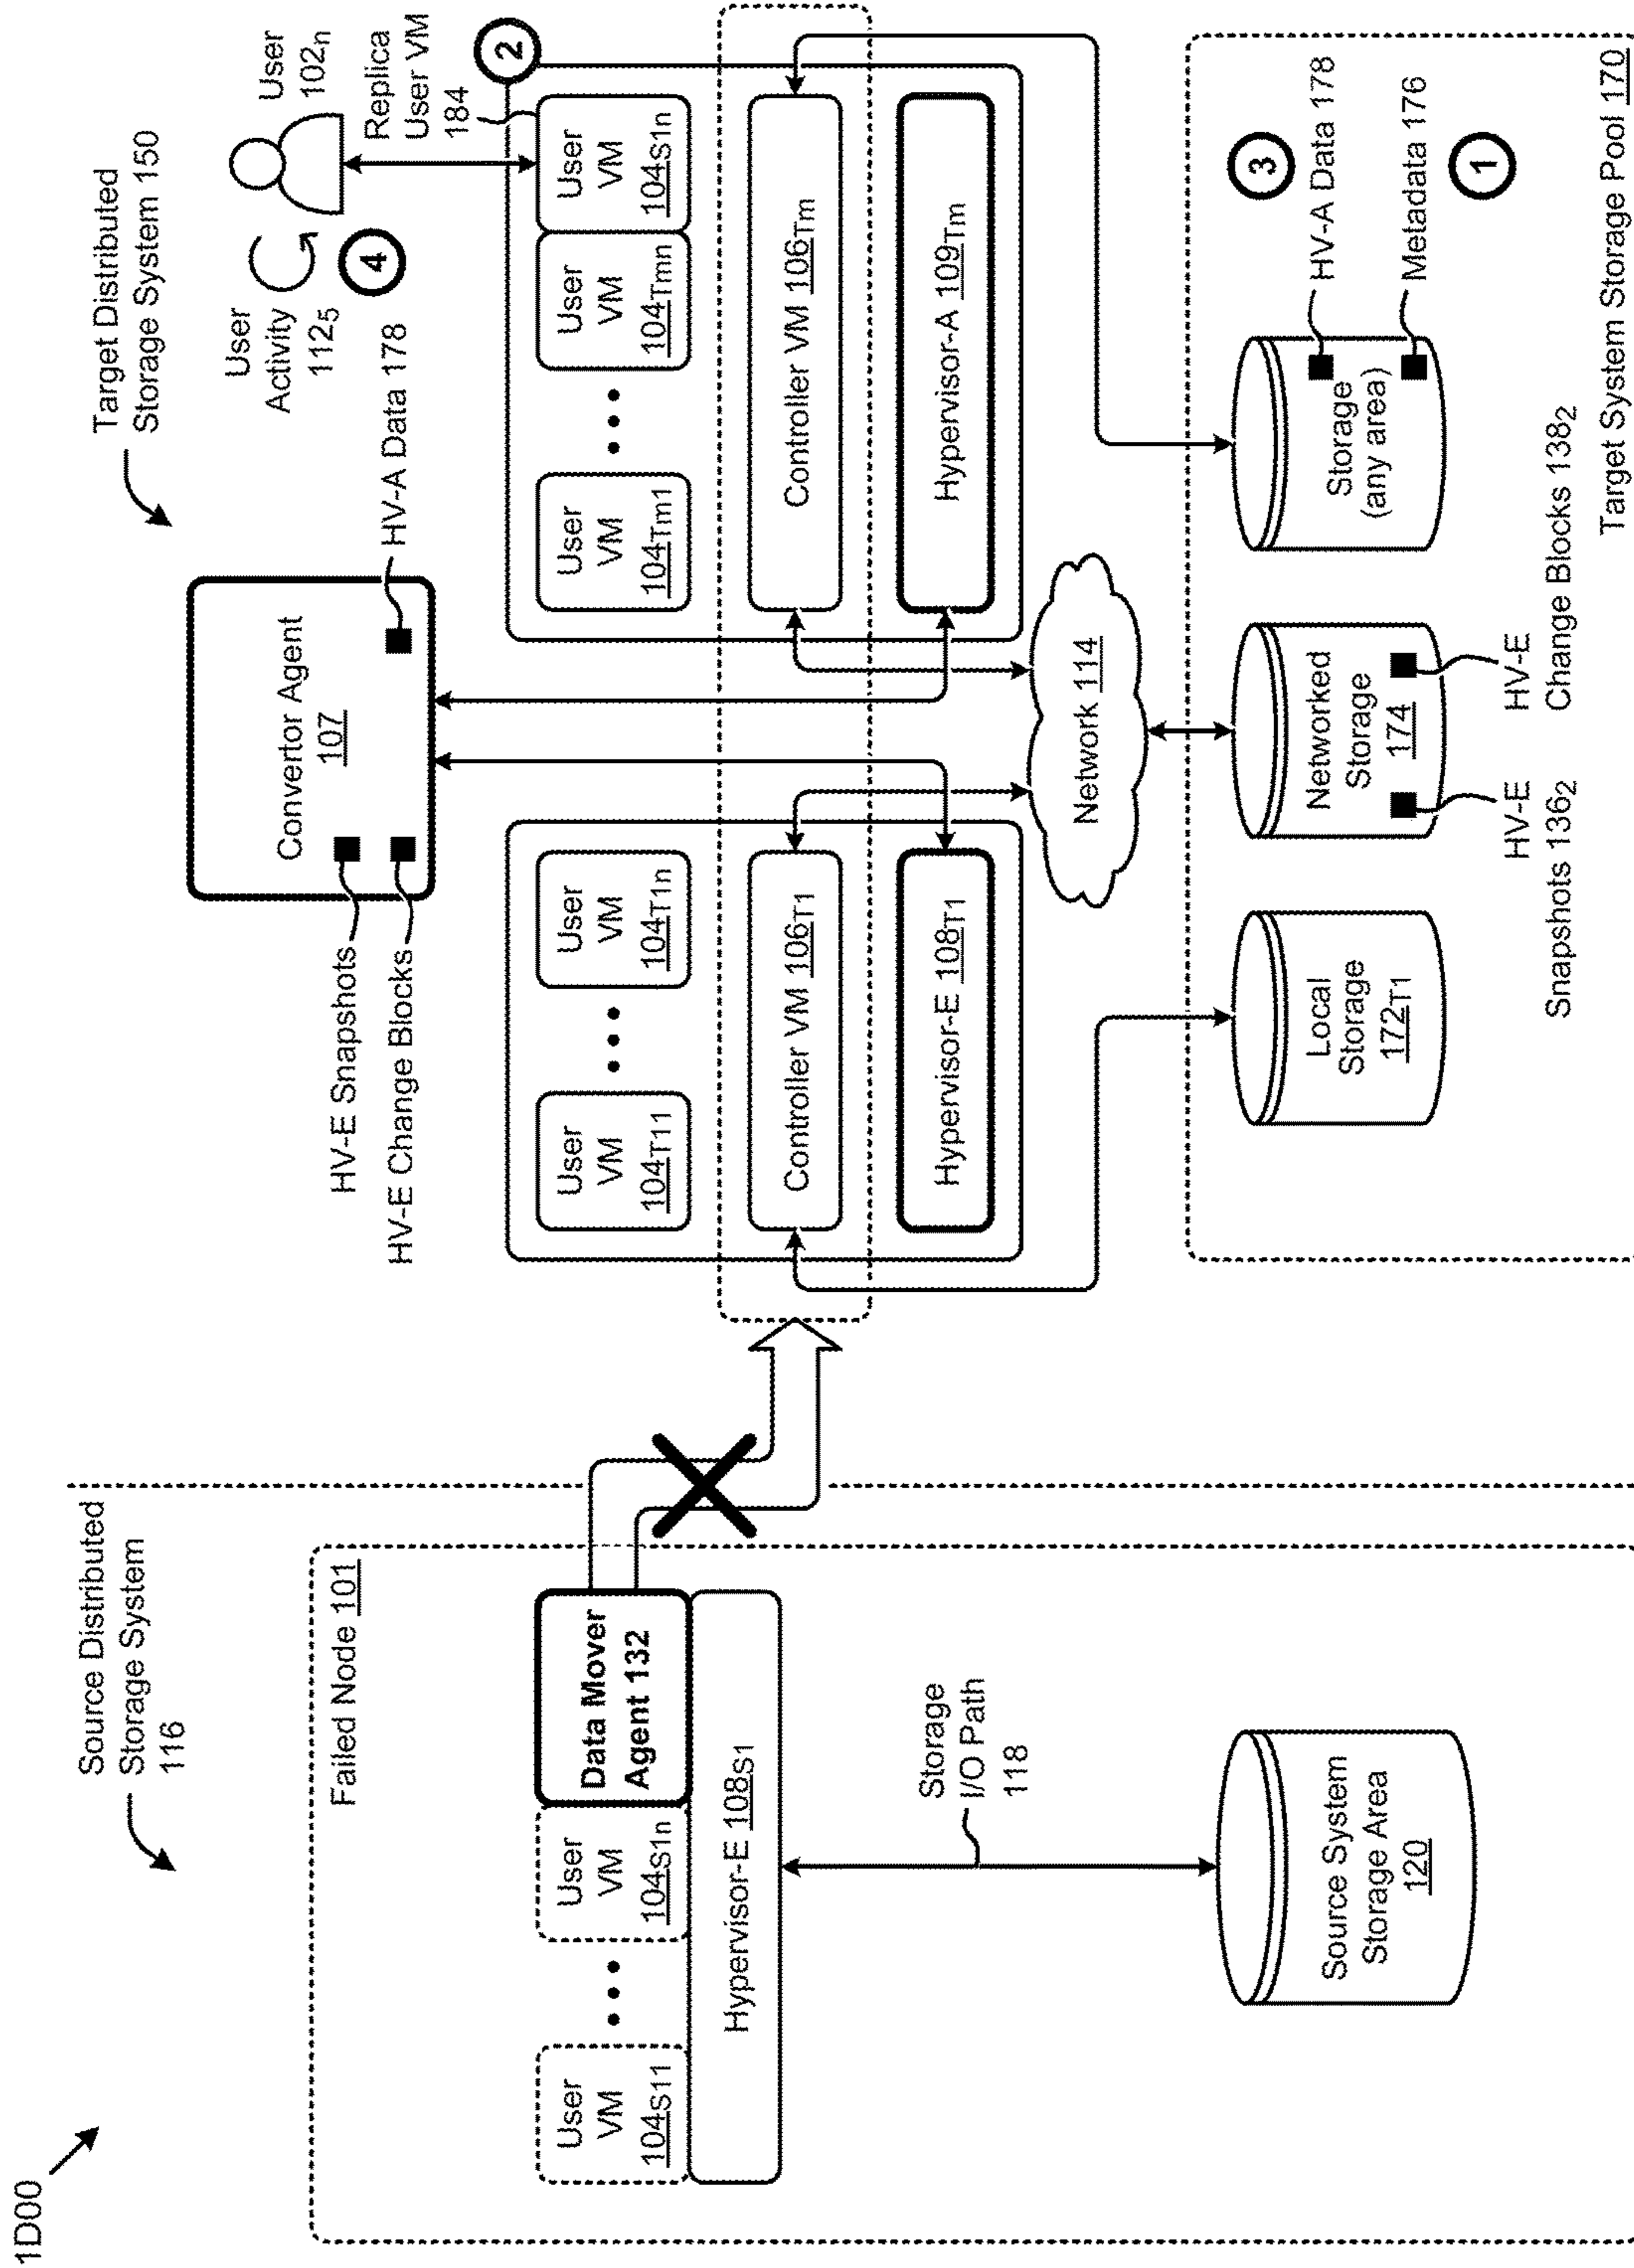 1D00
Source Distributed
Storage System
116
Failed Node 101
User
VM
104S11
User
VM
104S1n
Data Mover
Agent 132
Hypervisor-E 108S1
Storage
I/O Path
118
Source System
Storage Area
120
Target Distributed
Storage System 150
Convertor Agent
107
HV-E Snapshots
HV-E Change Blocks
HV-A Data 178
User
Activity
112₅
4
User
102n
Replica
User VM
184
2
User
VM
104T11
User
VM
104T1n
Controller VM 106T1
Hypervisor-E 108T1
User
VM
104Tm1
User
VM
104Tmn
User
VM
104S1n
Controller VM 106Tm
Hypervisor-A 109Tm
Network 114
Local
Storage
172T1
Networked
Storage
174
HV-E
Snapshots 136₂
HV-E
Change Blocks 138₂
Storage
(any area)
HV-A Data 178
3
Metadata 176
1
Target System Storage Pool 170